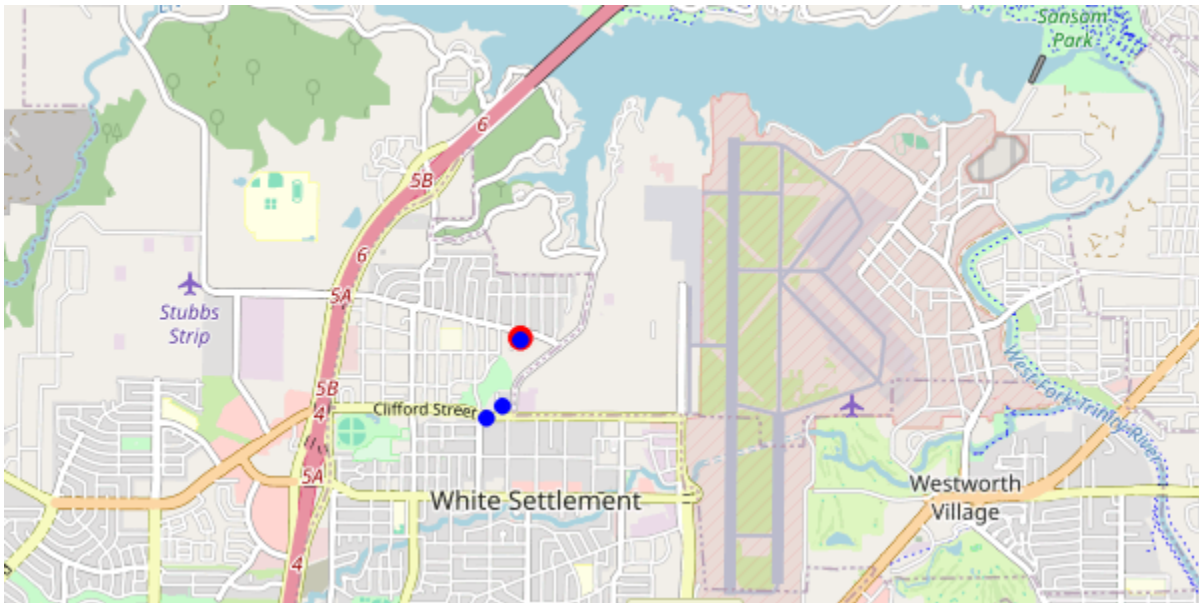 Sansom
Park
6
5B
6
5A
Stubbs
Strip
5B
4
Clifford Street
5A
White Settlement
West Fork Trinity River
Westworth
Village
4